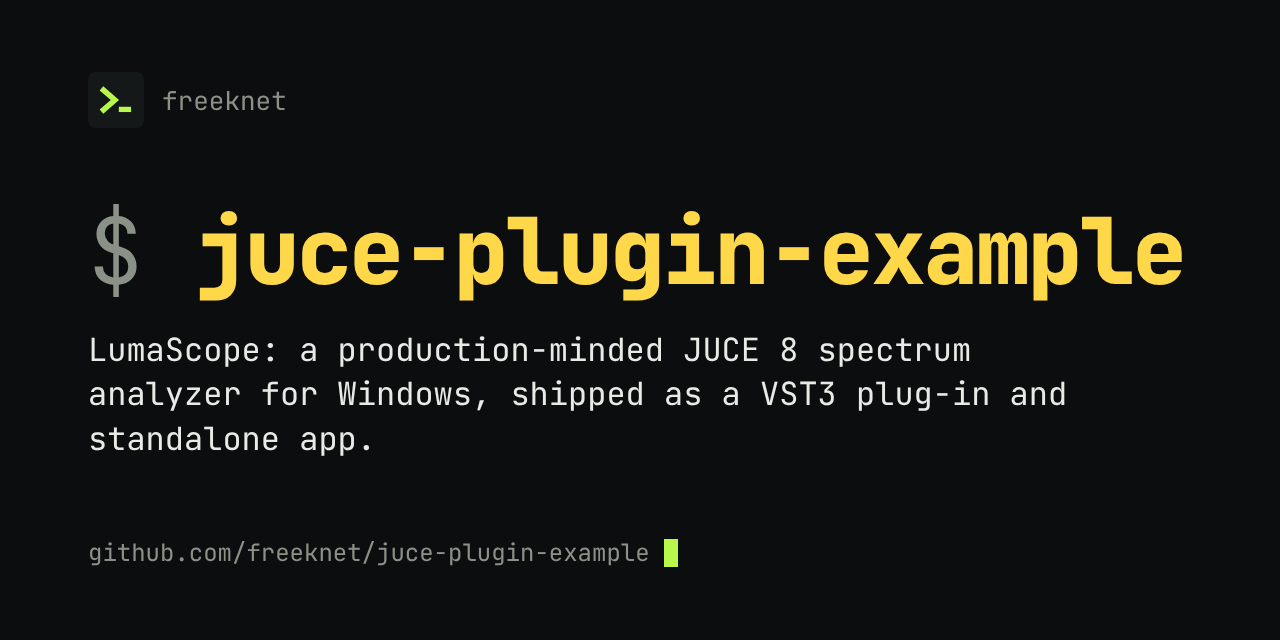 >_ freeknet
$ juce-plugin-example
LumaScope: a production-minded JUCE 8 spectrum
analyzer for Windows, shipped as a VST3 plug-in and
standalone app.
github.com/freeknet/juce-plugin-example